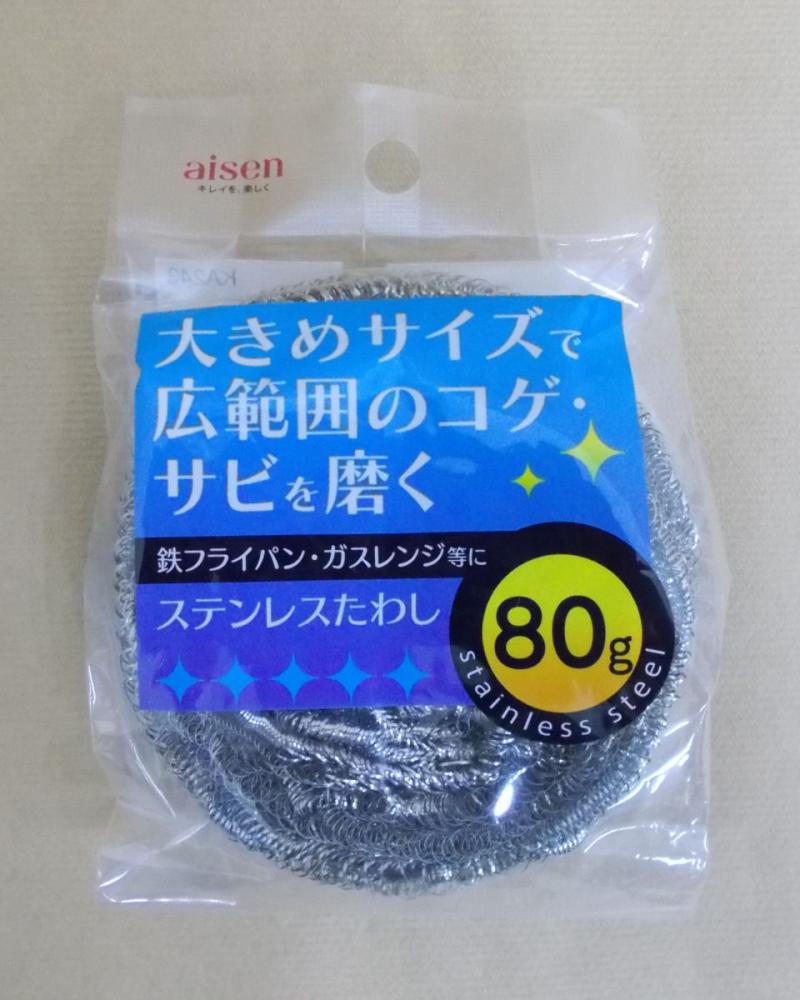 aisen
キレイを、楽しく
KA243
大きめサイズで
広範囲のコゲ・
サビを磨く
鉄フライパン・ガスレンジ等に
ステンレスたわし
80g
stainless steel